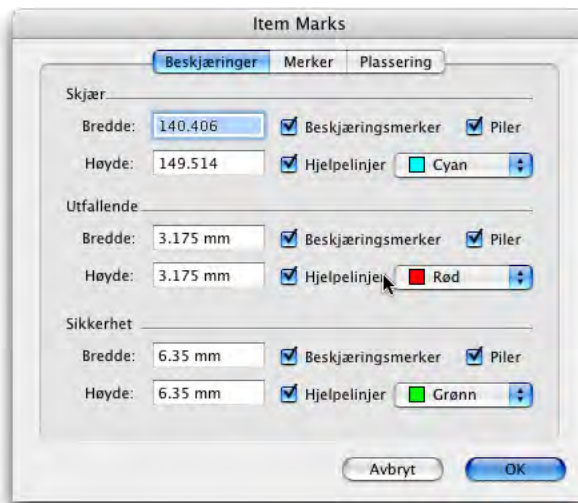 Item Marks
Beskjæringer Merker Plassering
Skjær
Bredde: 140.406 Beskjæringsmerker Piler
Høyde: 149.514 Hjelpelinjer Cyan
Utfallende
Bredde: 3.175 mm Beskjæringsmerker Piler
Høyde: 3.175 mm Hjelpelinjer Rød
Sikkerhet
Bredde: 6.35 mm Beskjæringsmerker Piler
Høyde: 6.35 mm Hjelpelinjer Grønn
Avbryt OK